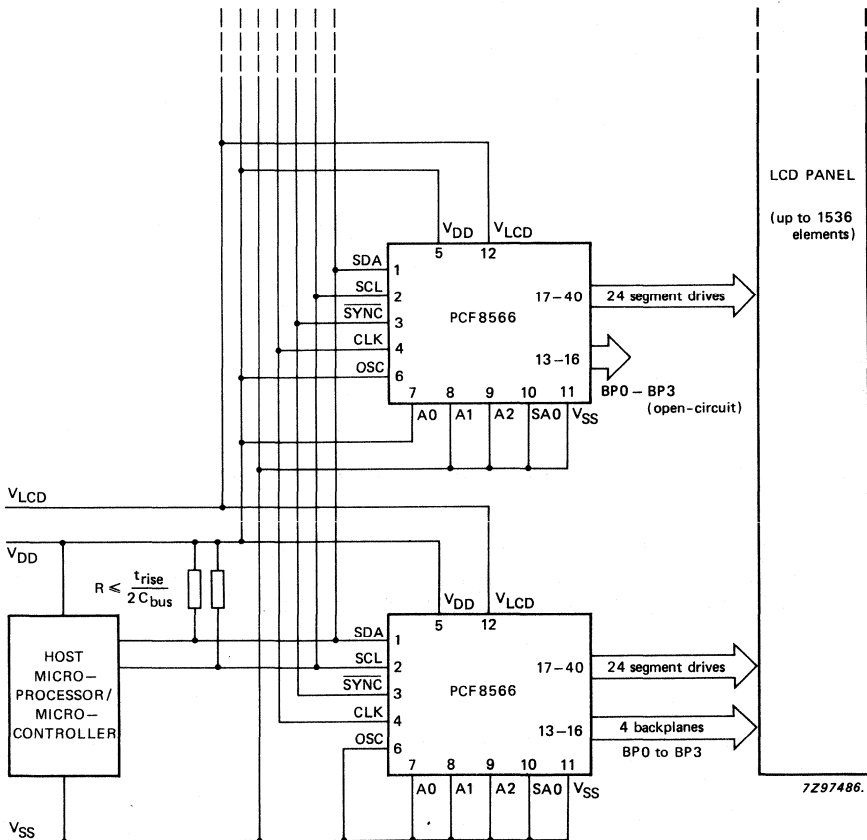 LCD PANEL
(up to 1536
elements)
VDD
VLCD
5
12
SDA
1
SCL
2
SYNC
3
CLK
4
OSC
6
PCF8566
17–40
24 segment drives
13–16
BP0 – BP3
(open-circuit)
7
8
9
10
11
A0
A1
A2
SA0
VSS
VLCD
VDD
R ⩽ trise
2 Cbus
HOST
MICRO–
PROCESSOR/
MICRO–
CONTROLLER
VDD
VLCD
5
12
SDA
1
SCL
2
SYNC
3
CLK
4
OSC
6
PCF8566
17–40
24 segment drives
13–16
4 backplanes
BP0 to BP3
7
8
9
10
11
A0
A1
A2
SA0
VSS
VSS
7Z97486.